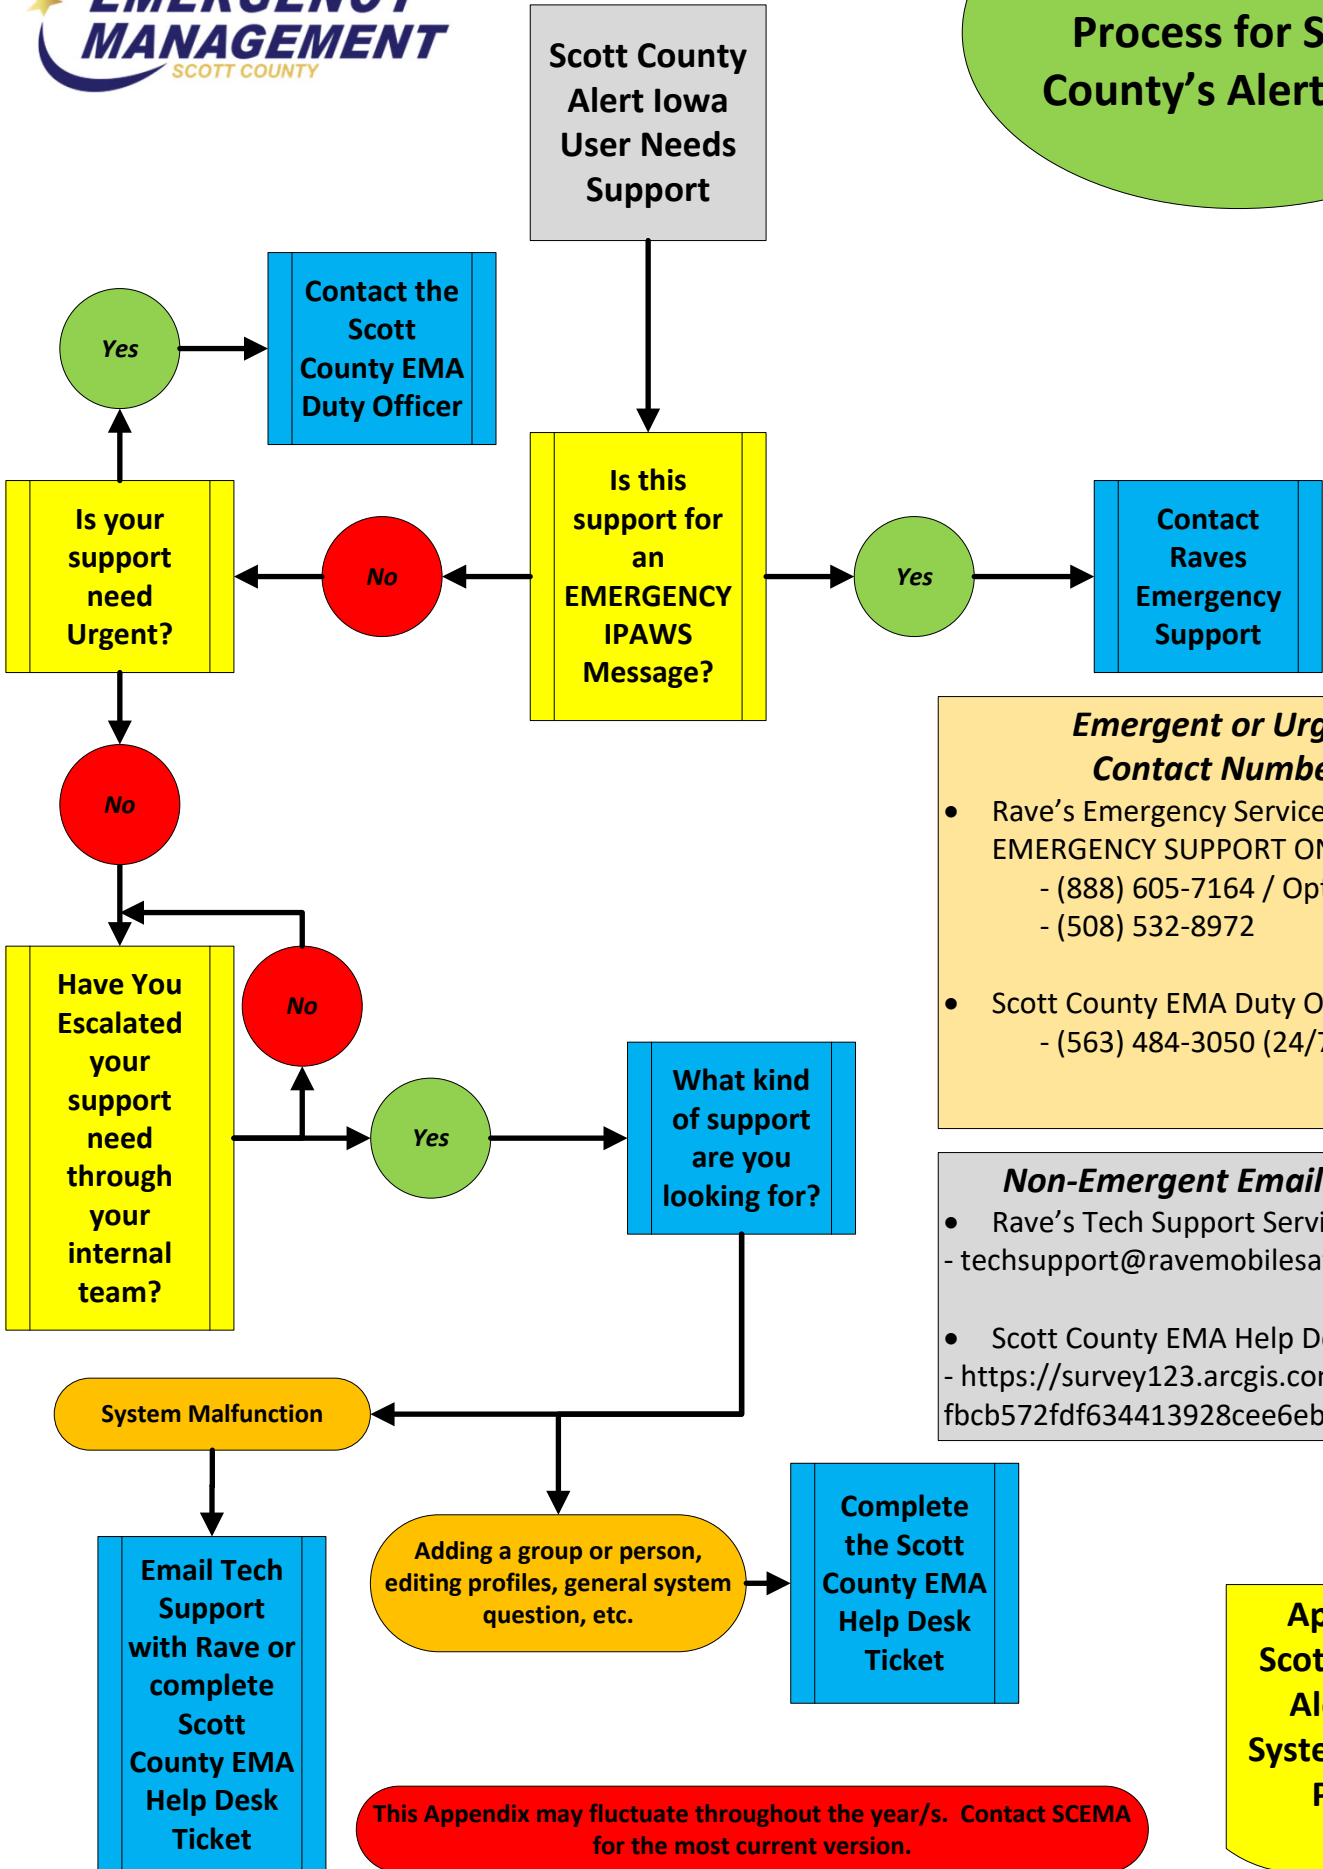 EMERGENCY
MANAGEMENT
SCOTT COUNTY
Process for S
County's Alert
Scott County
Alert Iowa
User Needs
Support
Yes
Contact the
Scott
County EMA
Duty Officer
Is your
support
need
Urgent?
No
Is this
support for
an
EMERGENCY
IPAWS
Message?
Yes
Contact
Raves
Emergency
Support
Emergent or Urg
Contact Numbe
• Rave's Emergency Service
EMERGENCY SUPPORT ON
- (888) 605-7164 / Opt
- (508) 532-8972
• Scott County EMA Duty O
- (563) 484-3050 (24/7
No
Have You
Escalated
your
support
need
through
your
internal
team?
No
Yes
What kind
of support
are you
looking for?
Non-Emergent Email
• Rave's Tech Support Servi
- techsupport@ravemobilesa
• Scott County EMA Help De
- https://survey123.arcgis.cor
fbcb572fdf634413928cee6eb
System Malfunction
Adding a group or person,
editing profiles, general system
question, etc.
Complete
the Scott
County EMA
Help Desk
Ticket
Email Tech
Support
with Rave or
complete
Scott
County EMA
Help Desk
Ticket
Ap
Scot
Al
Syste
P
This Appendix may fluctuate throughout the year/s. Contact SCEMA
for the most current version.